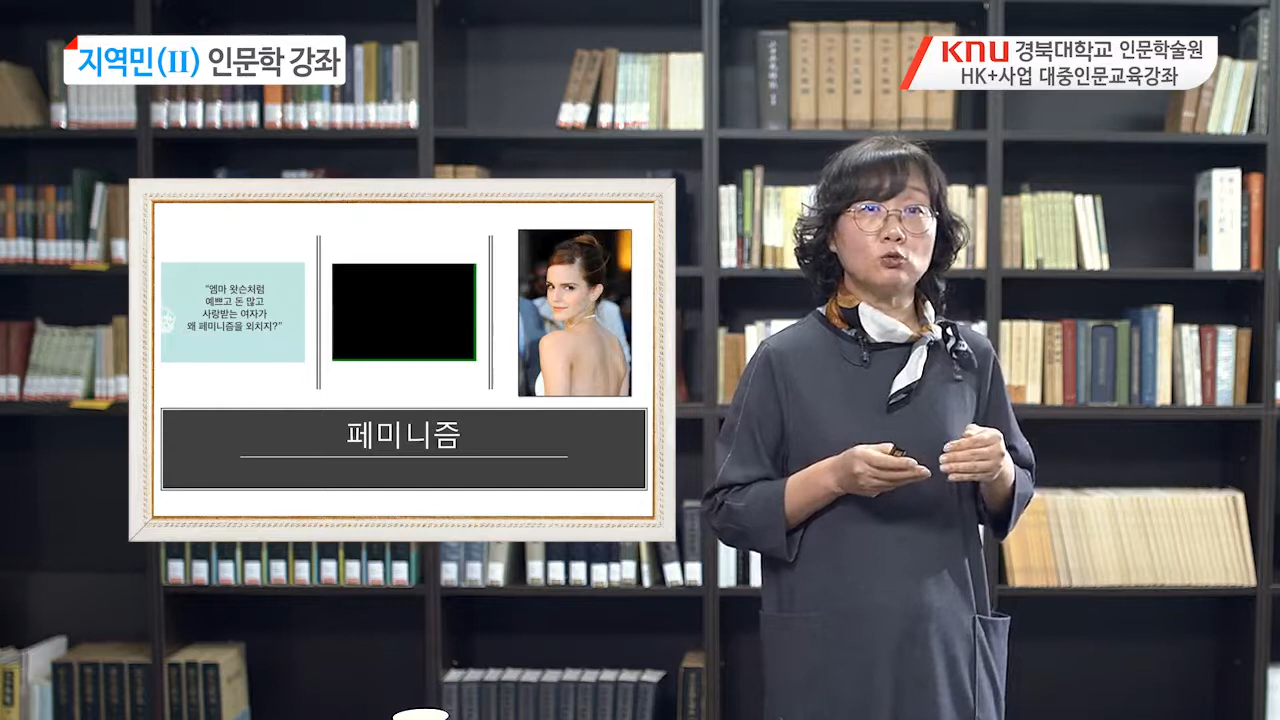 지역민(II) 인문학 강좌
KNU 경북대학교 인문학술원
HK+사업 대중인문교육강좌
"엠마 왓슨처럼
예쁘고 돈 많고
사랑받는 여자가
왜 페미니즘을 외치지?"
페미니즘